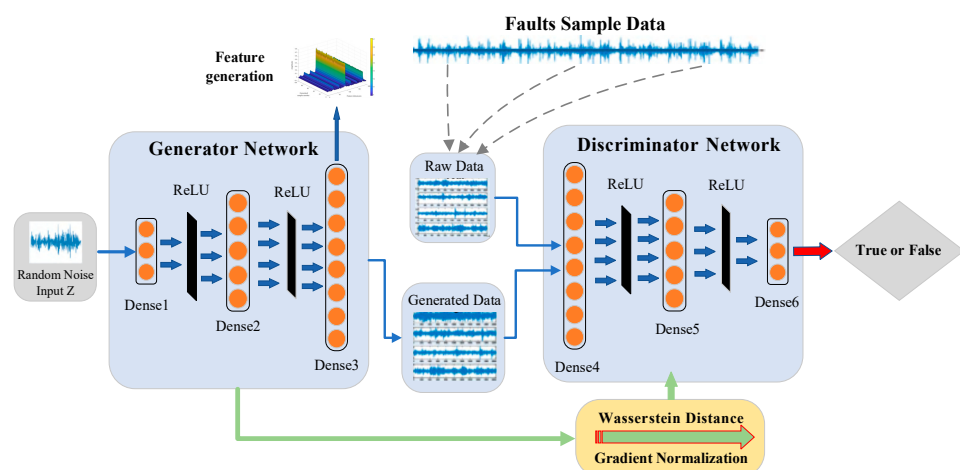 Faults Sample Data
Feature
generation
Generator Network
Discriminator Network
ReLU
ReLU
Raw Data
ReLU
ReLU
Random Noise
Input Z
Dense1
Dense2
Dense3
Generated Data
Dense4
Dense5
Dense6
True or False
Wasserstein Distance
Gradient Normalization